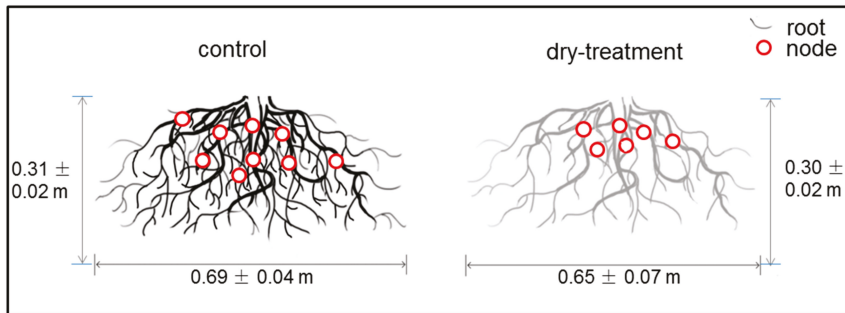 control
dry-treatment
root
node
0.31 ±
0.02 m
0.30 ±
0.02 m
0.69 ± 0.04 m
0.65 ± 0.07 m